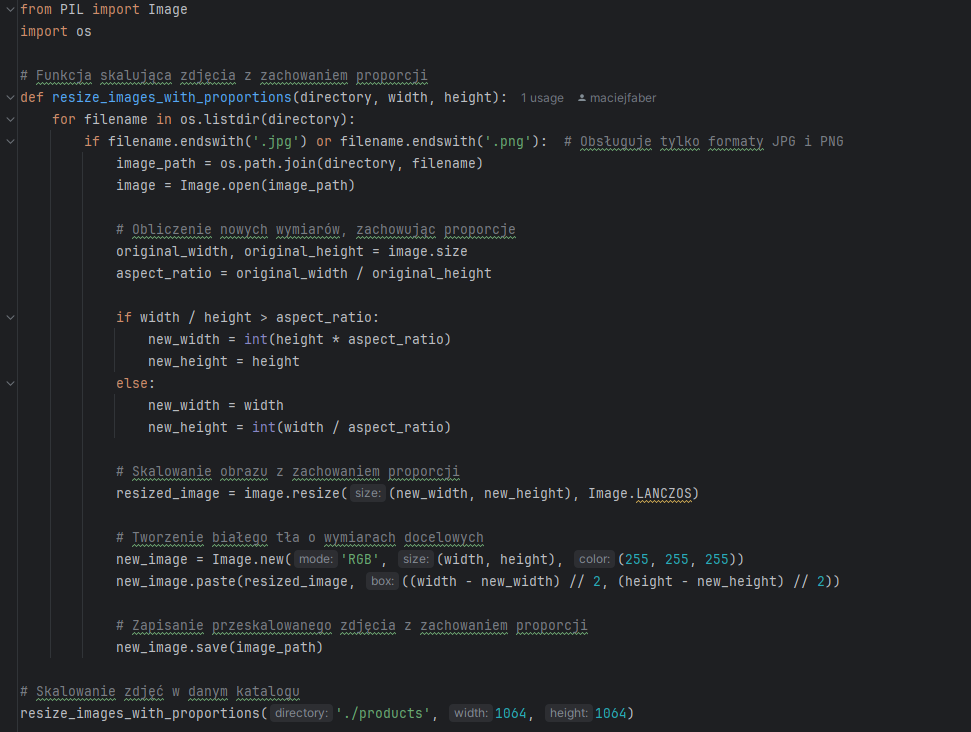 from PIL import Image
import os
# Funkcja skalująca zdjęcia z zachowaniem proporcji
def resize_images_with_proportions(directory, width, height): 1 usage maciejfaber
for filename in os.listdir(directory):
if filename.endswith('.jpg') or filename.endswith('.png'): # Obsługuje tylko formaty JPG i PNG
image_path = os.path.join(directory, filename)
image = Image.open(image_path)
# Obliczenie nowych wymiarów, zachowując proporcje
original_width, original_height = image.size
aspect_ratio = original_width / original_height
if width / height > aspect_ratio:
new_width = int(height * aspect_ratio)
new_height = height
else:
new_width = width
new_height = int(width / aspect_ratio)
# Skalowanie obrazu z zachowaniem proporcji
resized_image = image.resize( size: (new_width, new_height), Image.LANCZOS)
# Tworzenie białego tła o wymiarach docelowych
new_image = Image.new( mode: 'RGB', size: (width, height), color: (255, 255, 255))
new_image.paste(resized_image, box: ((width - new_width) // 2, (height - new_height) // 2))
# Zapisanie przeskalowanego zdjęcia z zachowaniem proporcji
new_image.save(image_path)
# Skalowanie zdjęć w danym katalogu
resize_images_with_proportions( directory: './products', width: 1064, height: 1064)